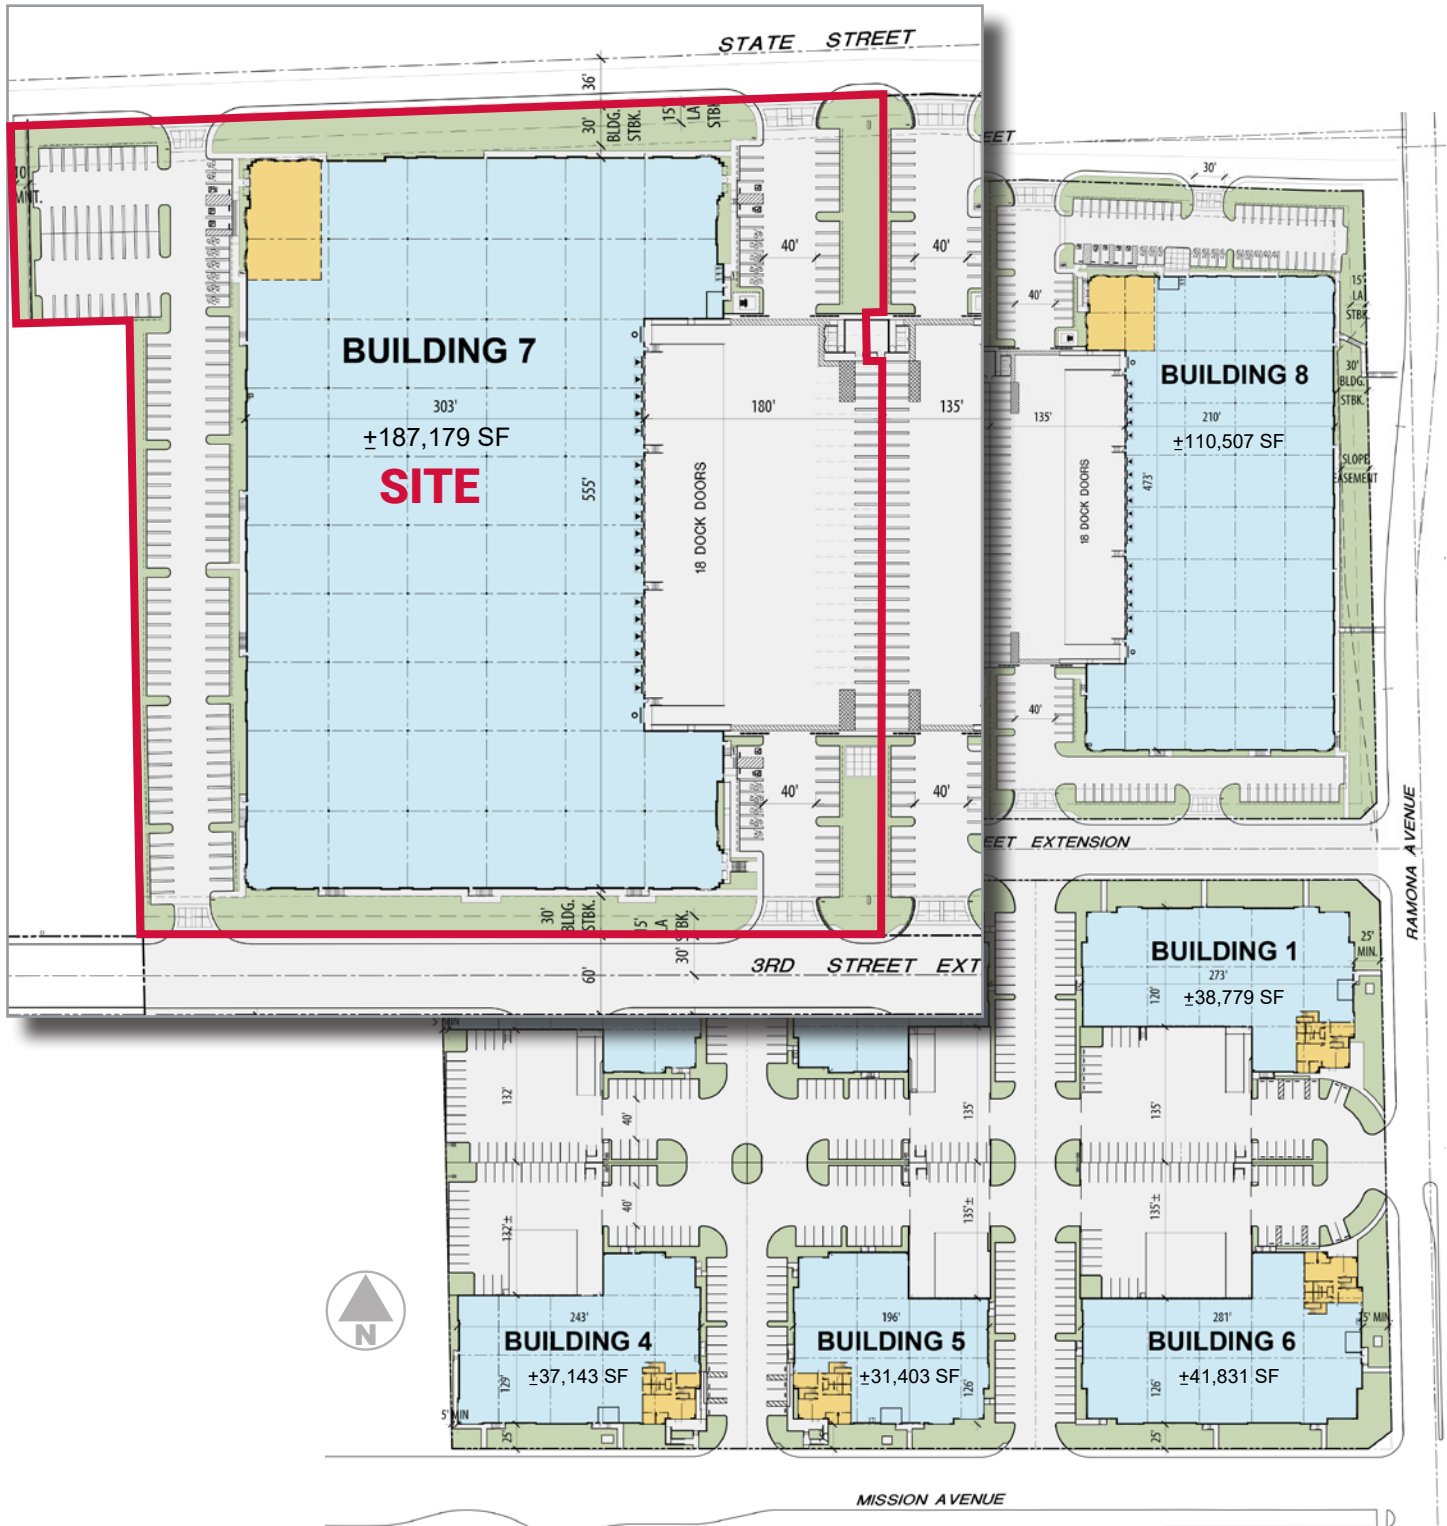 STATE STREET
36'
30'
BLDG.
STBK.
15'
LA
10'
MNT.
40'
40'
BUILDING 7
303'
±187,179 SF
SITE
555'
180'
135'
18 DOCK DOORS
40'
40'
30'
BLDG.
STBK.
15'
LA
STBK.
30'
60'
3RD STREET EXT
EET
30'
40'
15'
LA
STBK.
30'
BLDG.
STBK.
BUILDING 8
135'
210'
±110,507 SF
18 DOCK DOORS
473'
SLOPE
EASEMENT
40'
EET EXTENSION
RAMONA AVENUE
BUILDING 1
273'
120'
±38,779 SF
25'
MIN.
5' MIN
132'
40'
135'
135'
132'±
40'
135'±
135'±
N
243'
BUILDING 4
±37,143 SF
129'
5' MIN
25'
196'
BUILDING 5
±31,403 SF
126'
281'
BUILDING 6
±41,831 SF
126'
25' MIN.
25'
MISSION AVENUE